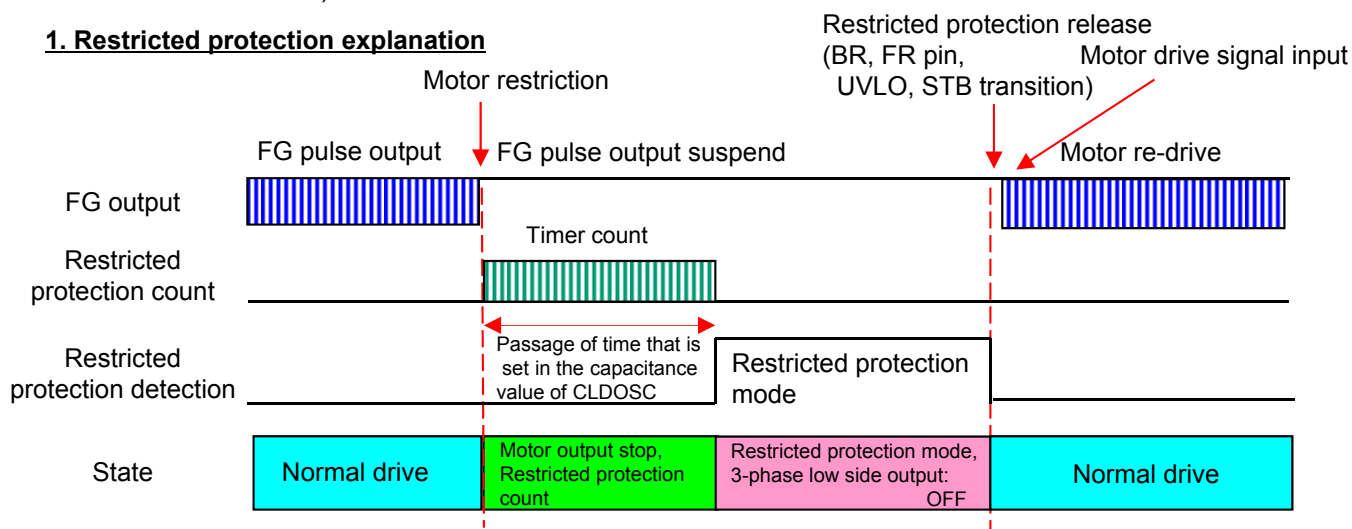 1. Restricted protection explanation
Restricted protection release
(BR, FR pin,
UVLO, STB transition)
Motor drive signal input
Motor restriction
FG pulse output
FG pulse output suspend
Motor re-drive
FG output
Timer count
Restricted
protection count
Passage of time that is
set in the capacitance
value of CLDOSC
Restricted
protection detection
Restricted protection
mode
State
Normal drive
Motor output stop,
Restricted protection
count
Restricted protection mode,
3-phase low side output:
OFF
Normal drive